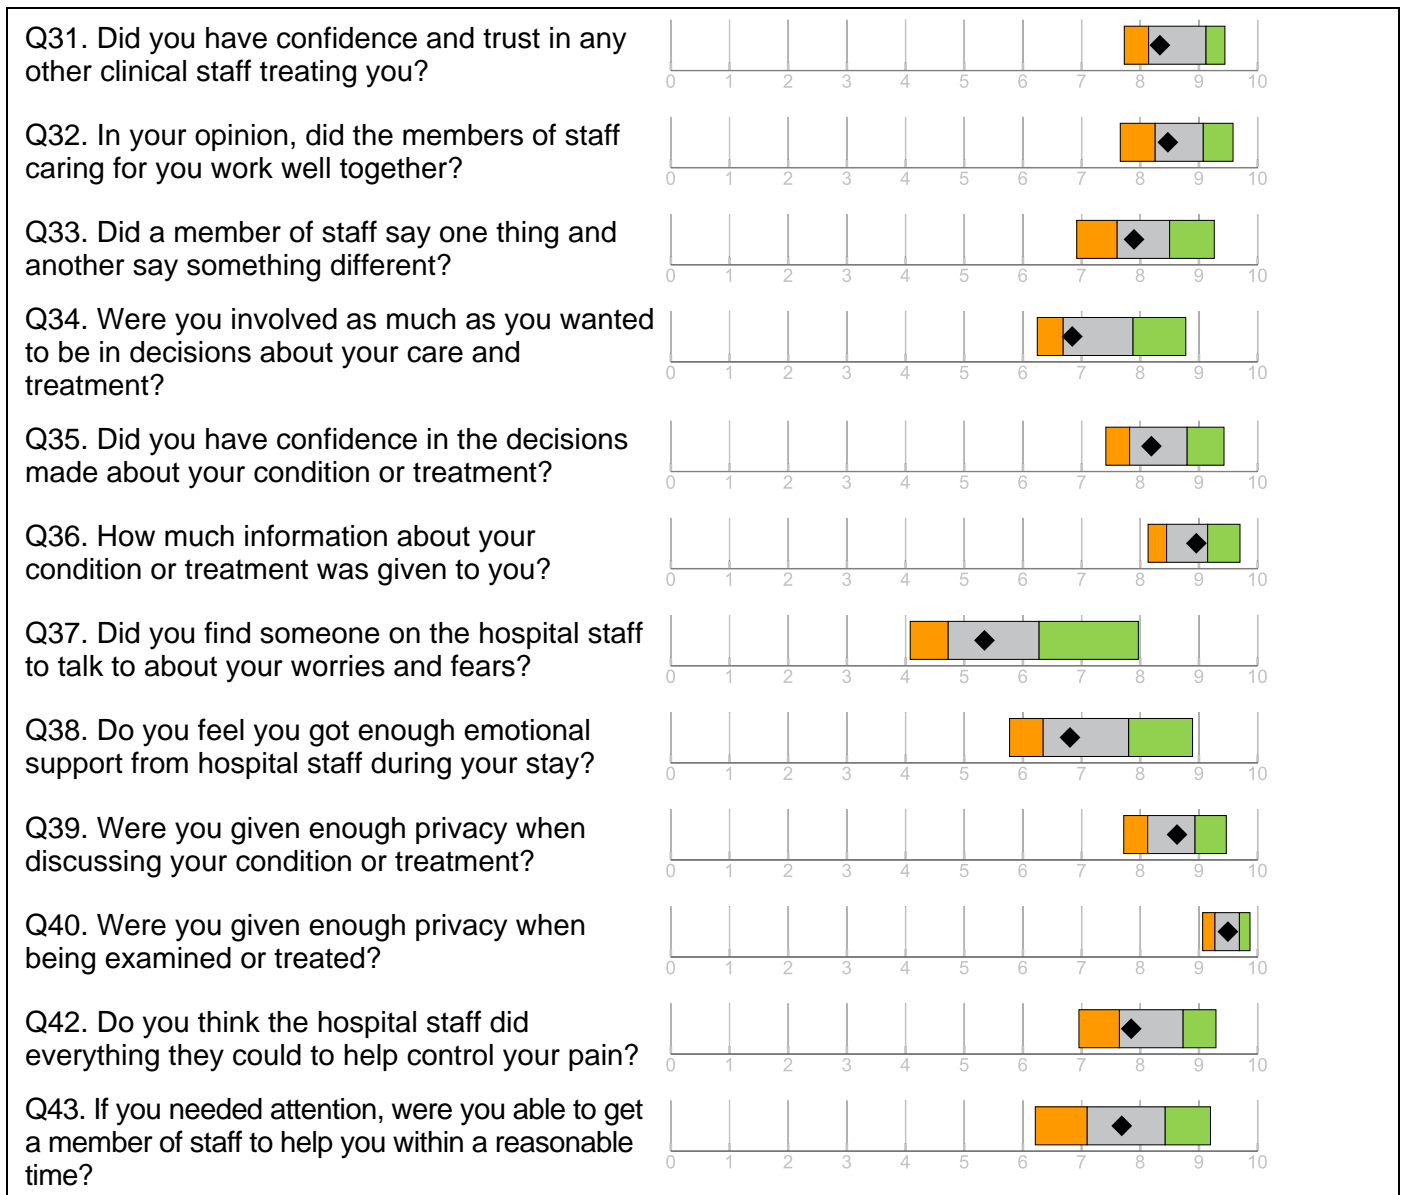 Q31. Did you have confidence and trust in any
other clinical staff treating you?
0 1 2 3 4 5 6 7 8 9 10
Q32. In your opinion, did the members of staff
caring for you work well together?
0 1 2 3 4 5 6 7 8 9 10
Q33. Did a member of staff say one thing and
another say something different?
0 1 2 3 4 5 6 7 8 9 10
Q34. Were you involved as much as you wanted
to be in decisions about your care and
treatment?
0 1 2 3 4 5 6 7 8 9 10
Q35. Did you have confidence in the decisions
made about your condition or treatment?
0 1 2 3 4 5 6 7 8 9 10
Q36. How much information about your
condition or treatment was given to you?
0 1 2 3 4 5 6 7 8 9 10
Q37. Did you find someone on the hospital staff
to talk to about your worries and fears?
0 1 2 3 4 5 6 7 8 9 10
Q38. Do you feel you got enough emotional
support from hospital staff during your stay?
0 1 2 3 4 5 6 7 8 9 10
Q39. Were you given enough privacy when
discussing your condition or treatment?
0 1 2 3 4 5 6 7 8 9 10
Q40. Were you given enough privacy when
being examined or treated?
0 1 2 3 4 5 6 7 8 9 10
Q42. Do you think the hospital staff did
everything they could to help control your pain?
0 1 2 3 4 5 6 7 8 9 10
Q43. If you needed attention, were you able to get
a member of staff to help you within a reasonable
time?
0 1 2 3 4 5 6 7 8 9 10